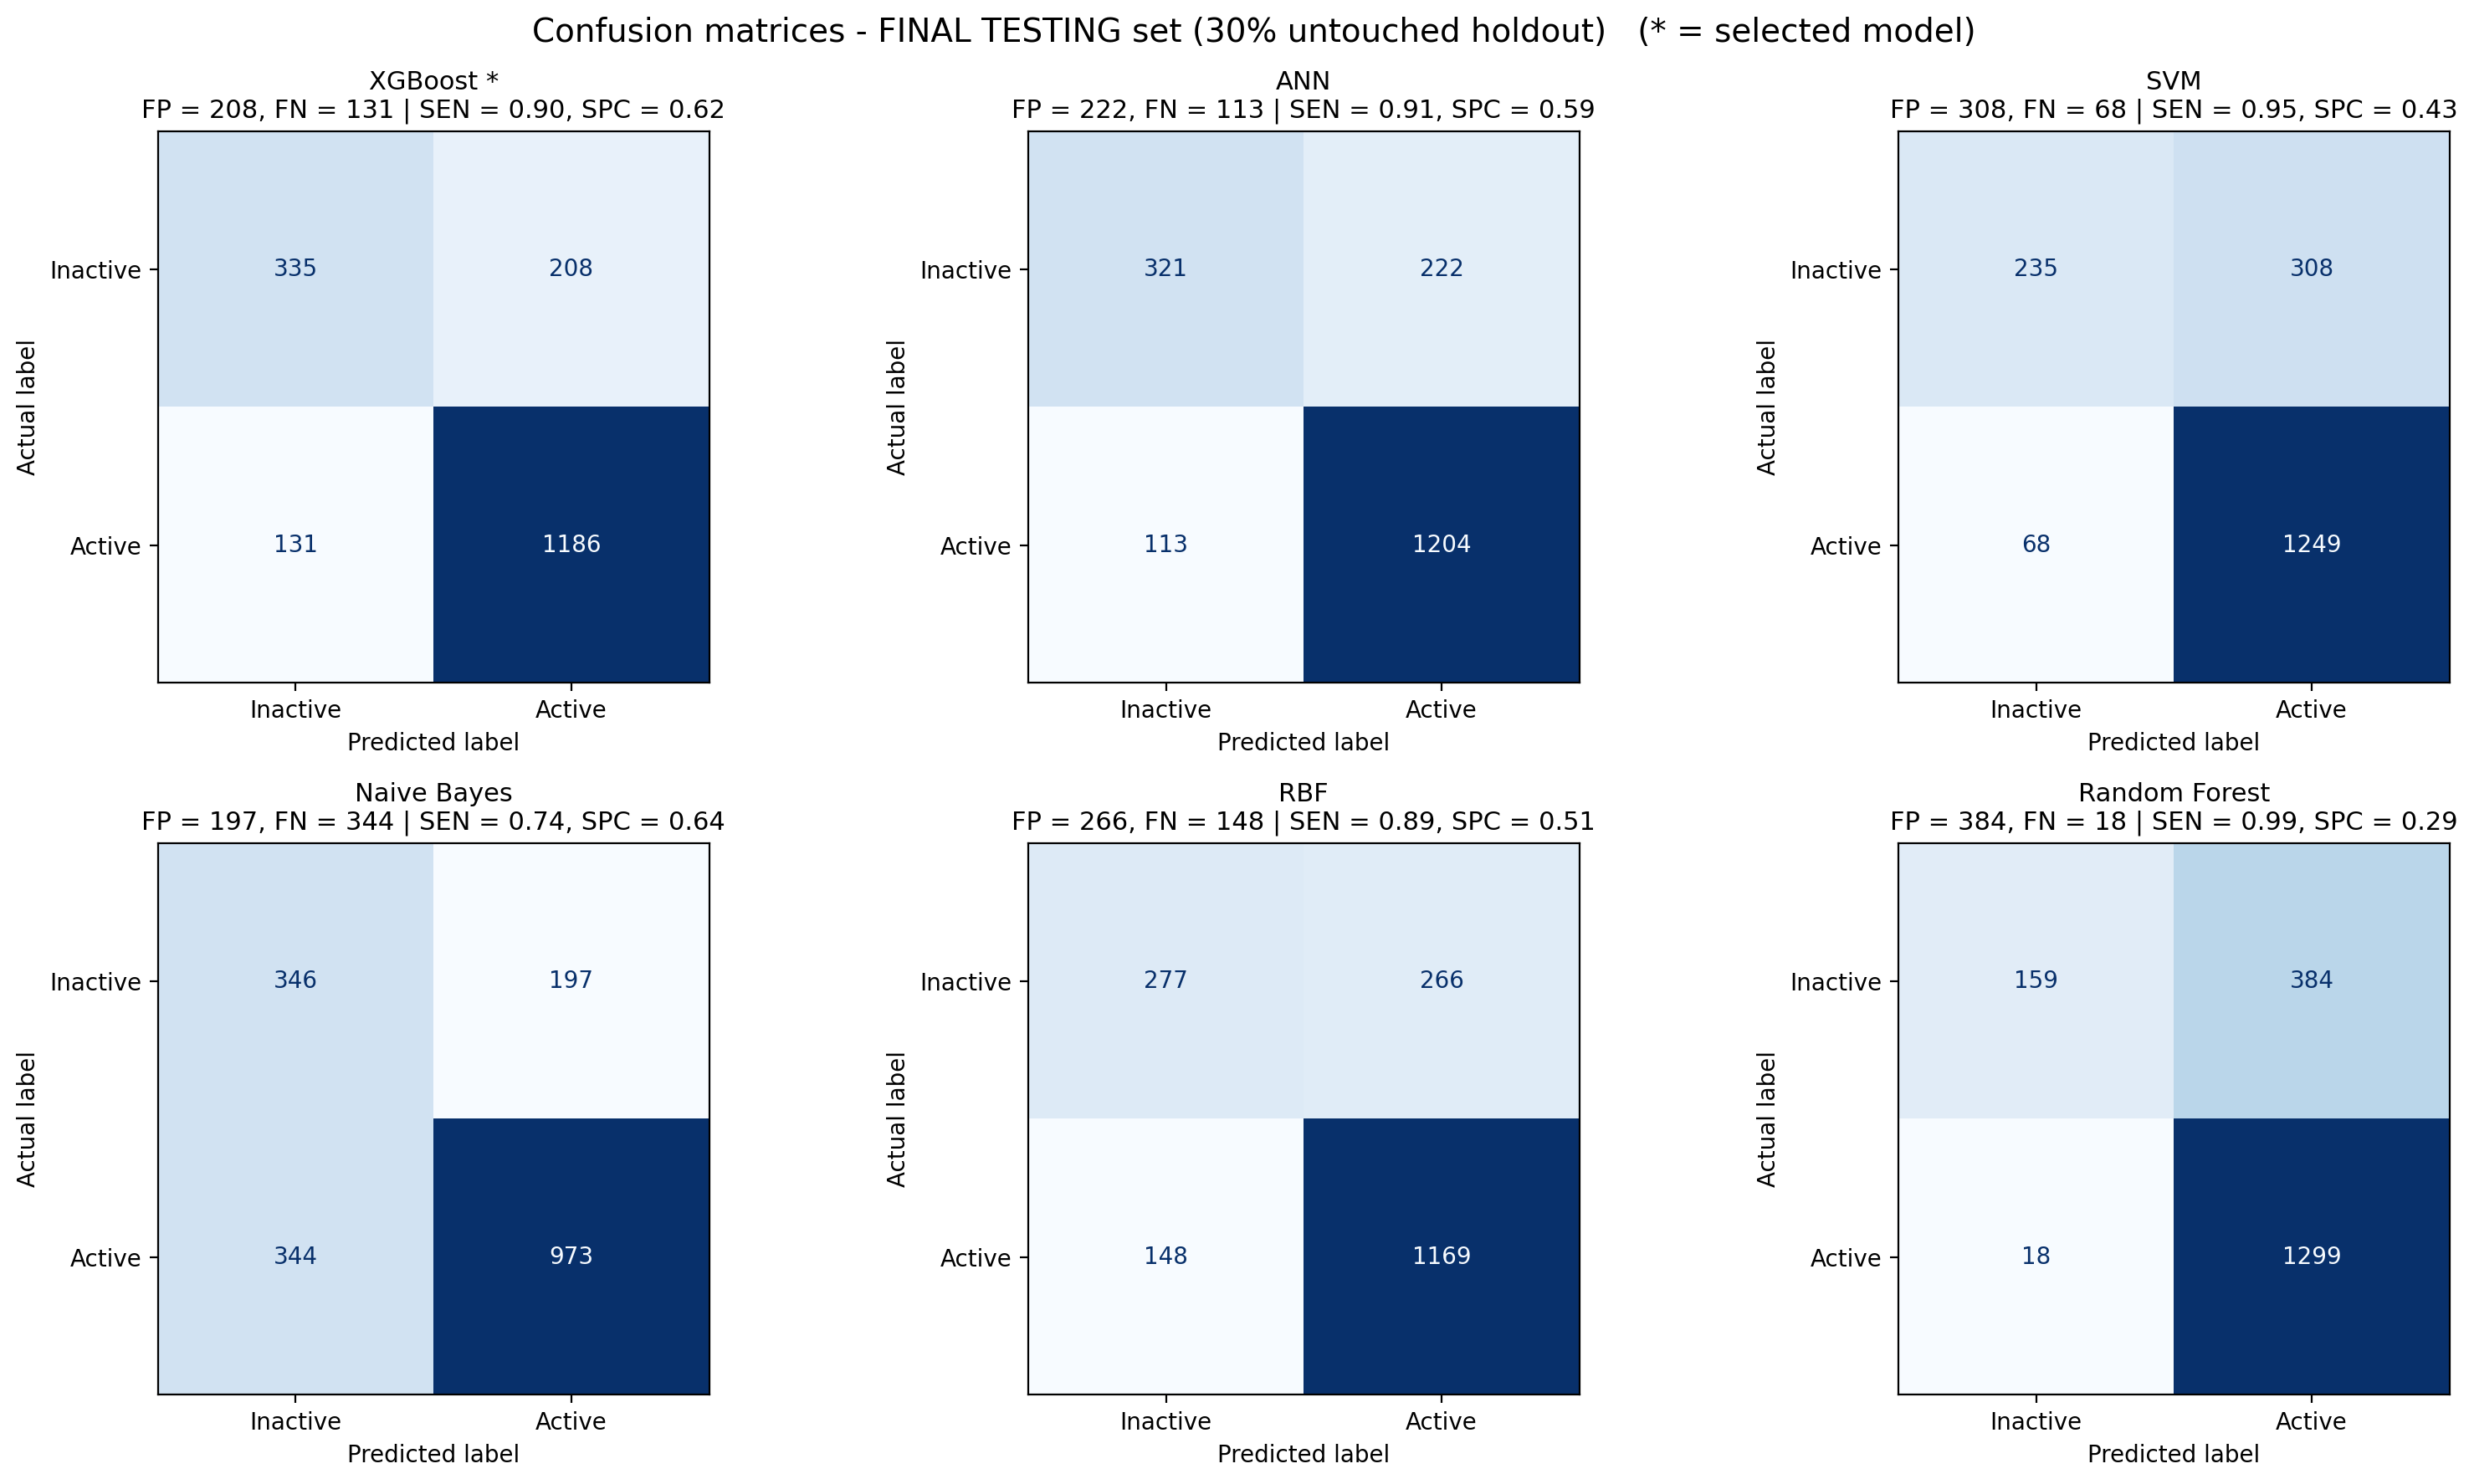 Confusion matrices - FINAL TESTING set (30% untouched holdout)   (* = selected model)
XGBoost *
FP = 208, FN = 131 | SEN = 0.90, SPC = 0.62
Actual label
Inactive
335
208
Active
131
1186
Inactive
Active
Predicted label
ANN
FP = 222, FN = 113 | SEN = 0.91, SPC = 0.59
Actual label
Inactive
321
222
Active
113
1204
Inactive
Active
Predicted label
SVM
FP = 308, FN = 68 | SEN = 0.95, SPC = 0.43
Actual label
Inactive
235
308
Active
68
1249
Inactive
Active
Predicted label
Naive Bayes
FP = 197, FN = 344 | SEN = 0.74, SPC = 0.64
Actual label
Inactive
346
197
Active
344
973
Inactive
Active
Predicted label
RBF
FP = 266, FN = 148 | SEN = 0.89, SPC = 0.51
Actual label
Inactive
277
266
Active
148
1169
Inactive
Active
Predicted label
Random Forest
FP = 384, FN = 18 | SEN = 0.99, SPC = 0.29
Actual label
Inactive
159
384
Active
18
1299
Inactive
Active
Predicted label